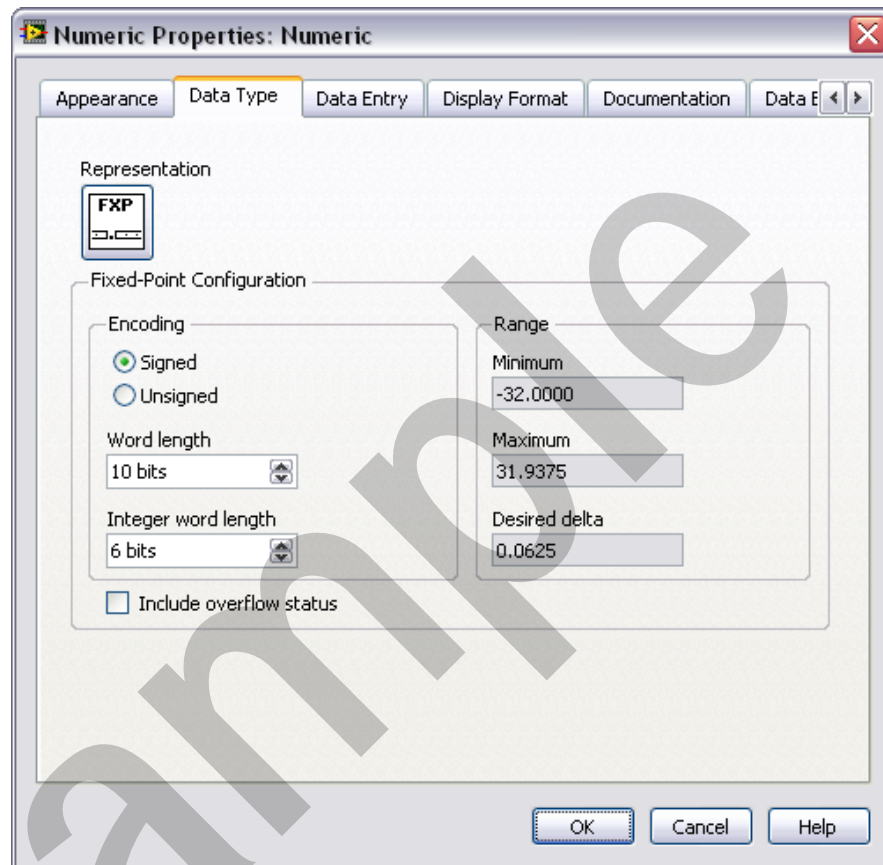 Numeric Properties: Numeric
Appearance
Data Type
Data Entry
Display Format
Documentation
Data E
Representation
FXP
Fixed-Point Configuration
Encoding
Signed
Unsigned
Word length
10 bits
Integer word length
6 bits
Include overflow status
Range
Minimum
-32.0000
Maximum
31.9375
Desired delta
0.0625
OK
Cancel
Help
ample